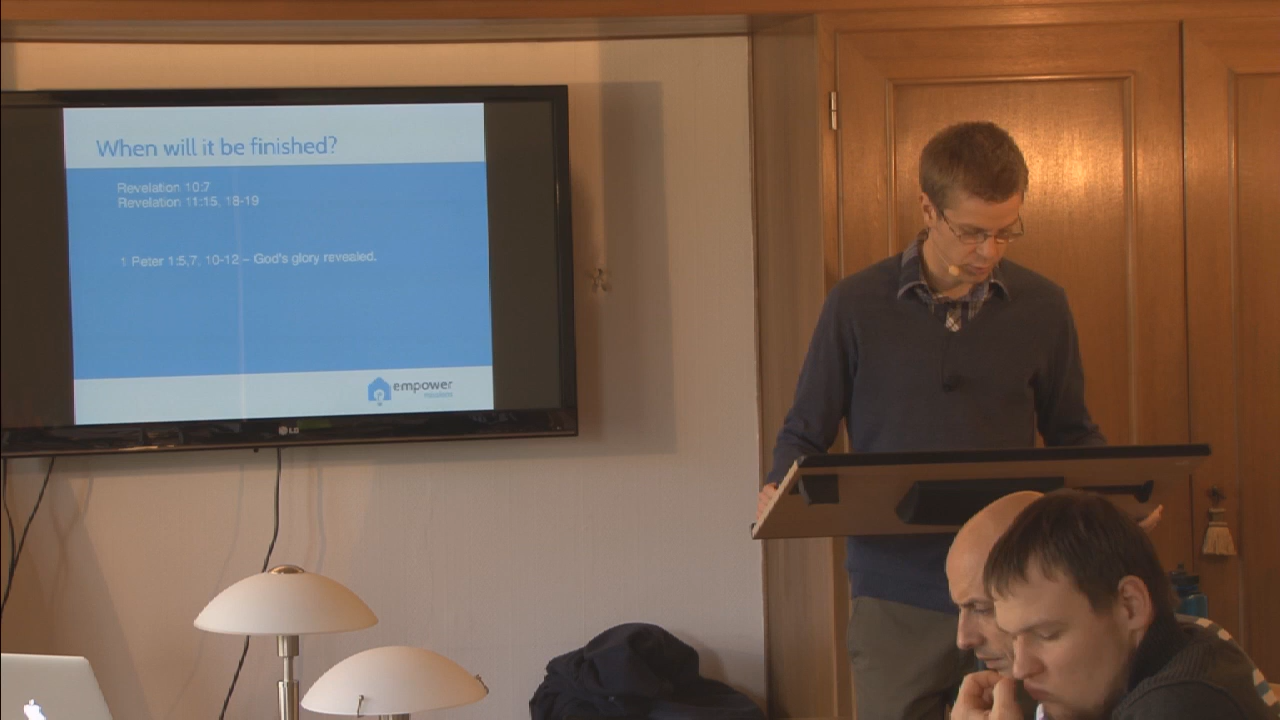 When will it be finished?
Revelation 10:7
Revelation 11:15, 18-19
1 Peter 1:5,7, 10-12 – God's glory revealed.
empower
LG